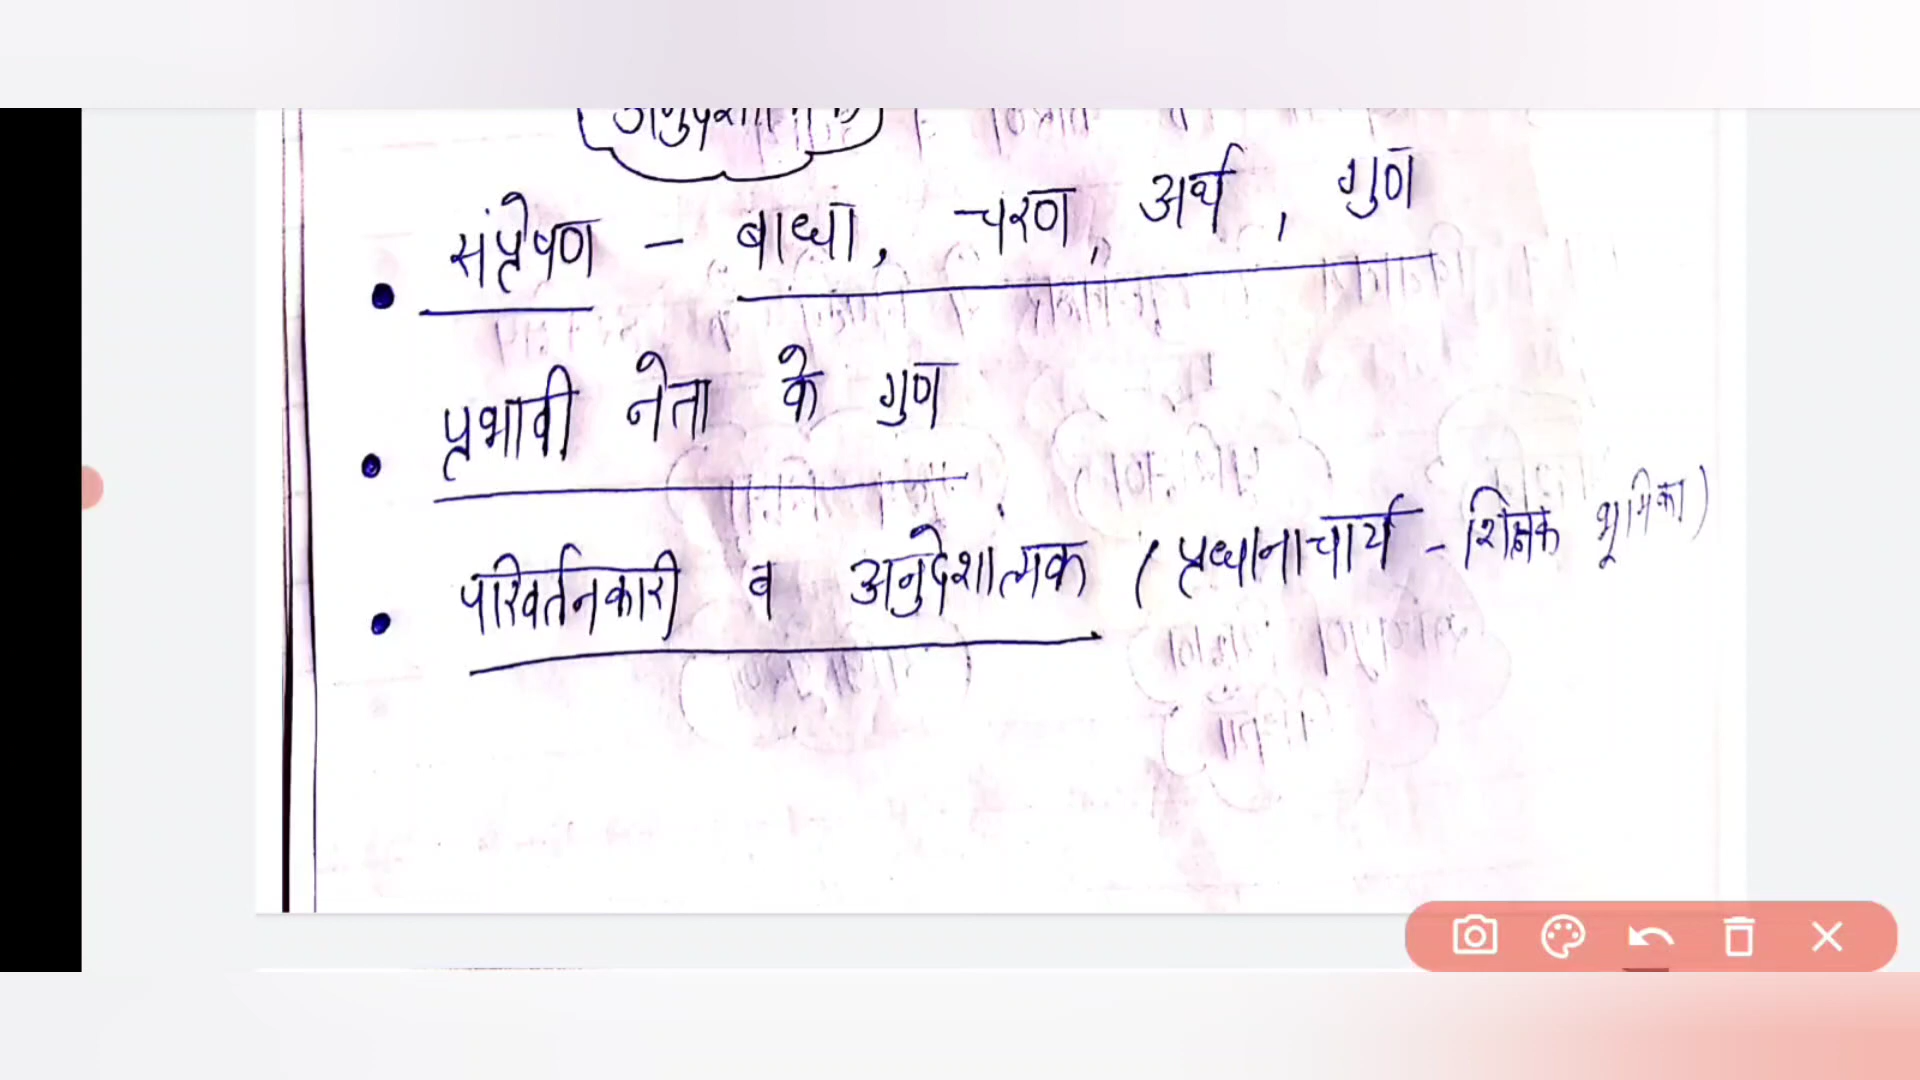 संप्रेषण - बाधा, चरण, अर्थ, गुण
प्रभावी नेता के गुण
परिवर्तनकारी व अनुदेशात्मक (प्रधानाचार्य - शिक्षक भूमिका)